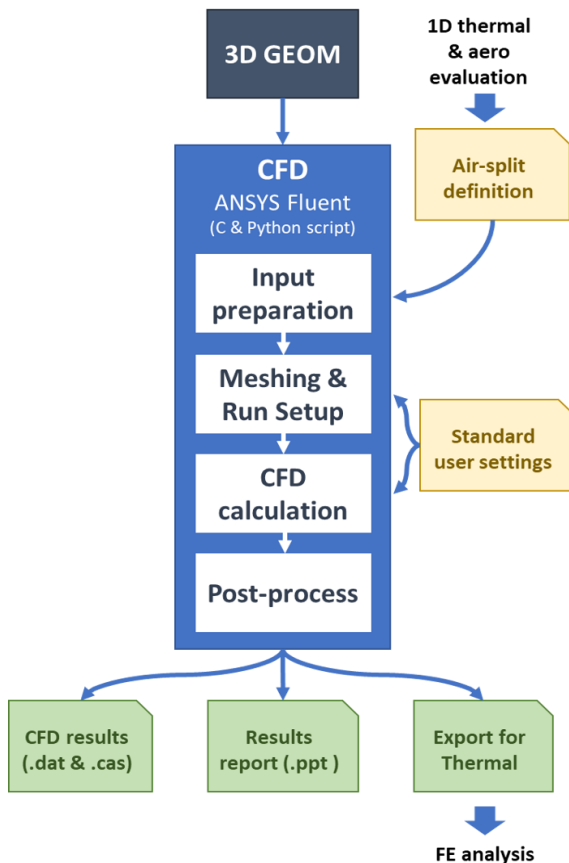 3D GEOM
1D thermal
& aero
evaluation
Air-split
definition
CFD
ANSYS Fluent
(C & Python script)
Input
preparation
Meshing &
Run Setup
CFD
calculation
Post-process
Standard
user settings
CFD results
(.dat & .cas)
Results
report (.ppt )
Export for
Thermal
FE analysis